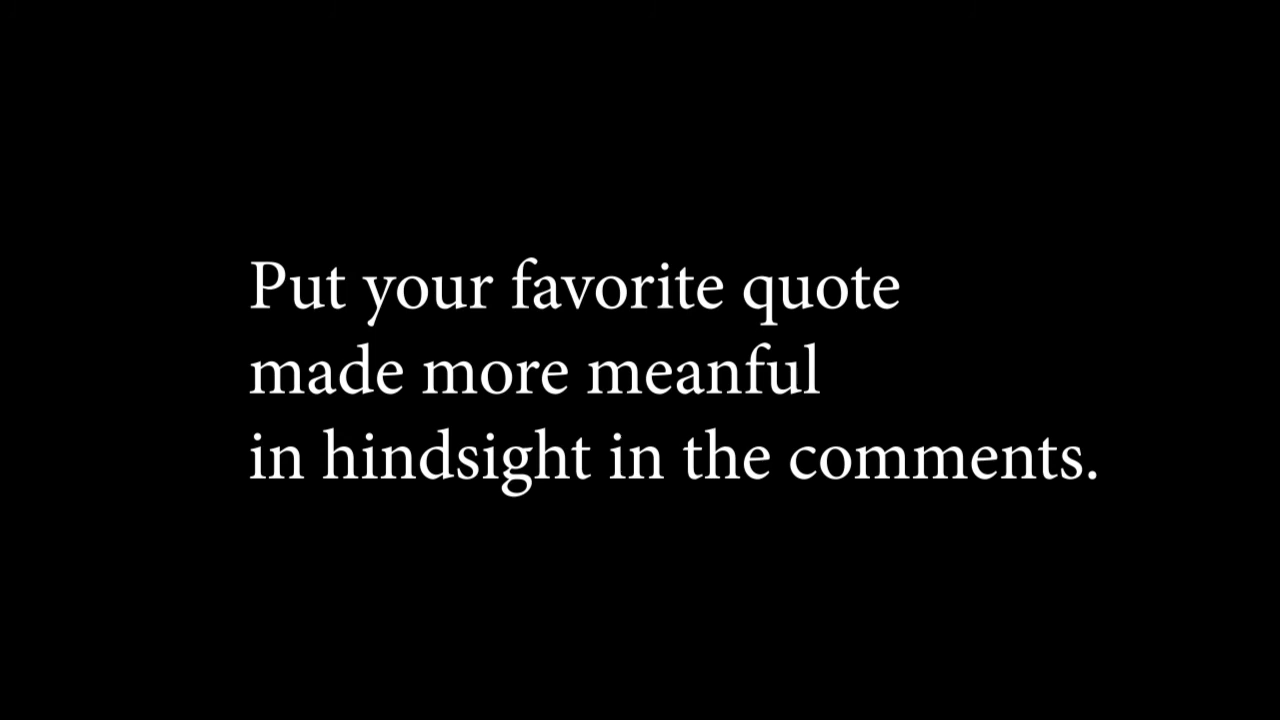 Put your favorite quote
made more meanful
in hindsight in the comments.